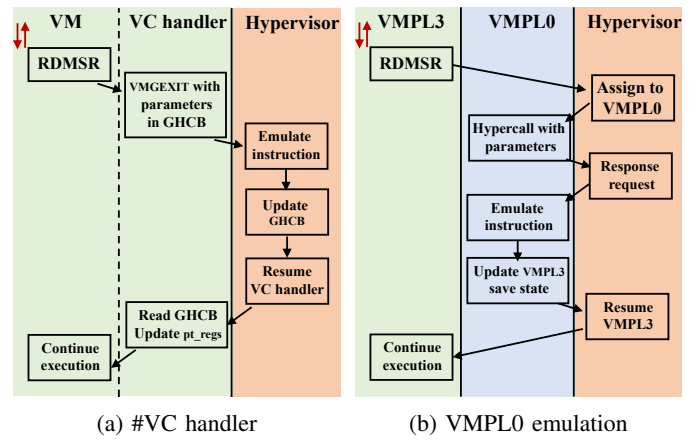 VM
VC handler
Hypervisor
RDMSR
VMGEXIT with
parameters
in GHCB
Emulate
instruction
Update
GHCB
Resume
VC handler
Read GHCB
Update pt_regs
Continue
execution
(a) #VC handler
VMPL3
VMPL0
Hypervisor
RDMSR
Assign to
VMPL0
Hypercall with
parameters
Response
request
Emulate
instruction
Update VMPL3
save state
Resume
VMPL3
Continue
execution
(b) VMPL0 emulation